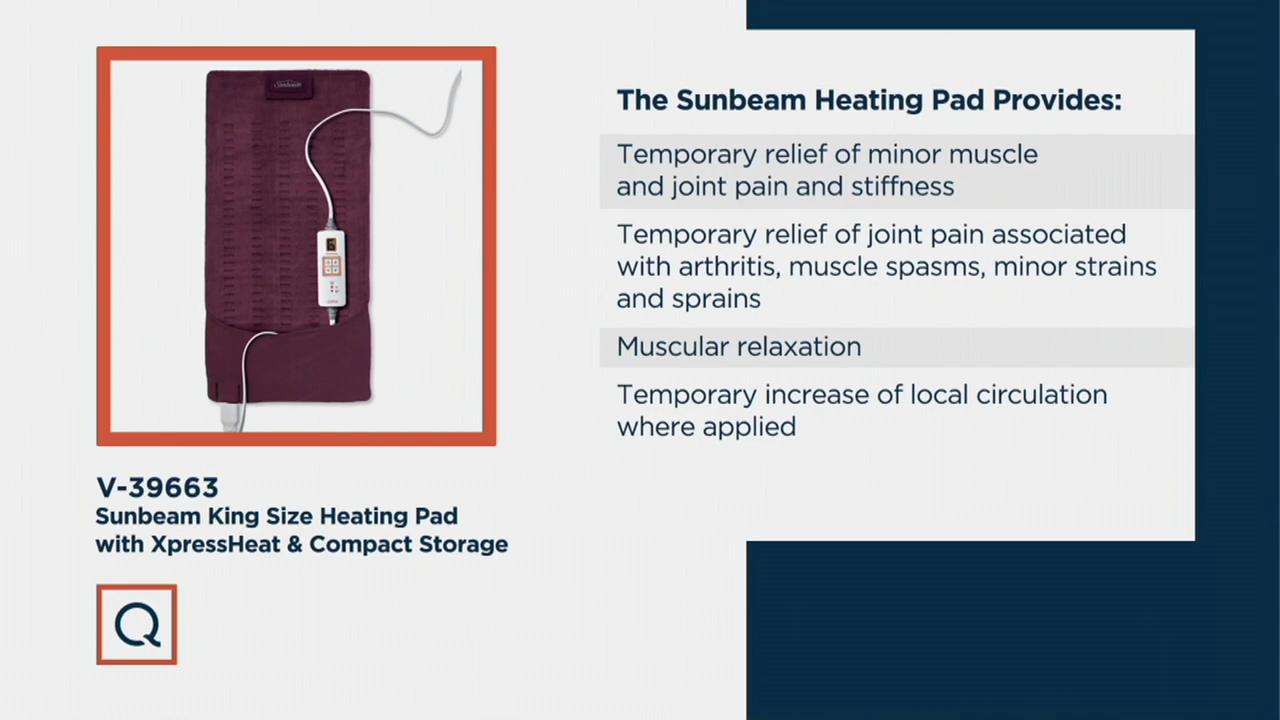 Sunbeam
V-39663
Sunbeam King Size Heating Pad
with XpressHeat & Compact Storage
Q
The Sunbeam Heating Pad Provides:
Temporary relief of minor muscle
and joint pain and stiffness
Temporary relief of joint pain associated
with arthritis, muscle spasms, minor strains
and sprains
Muscular relaxation
Temporary increase of local circulation
where applied